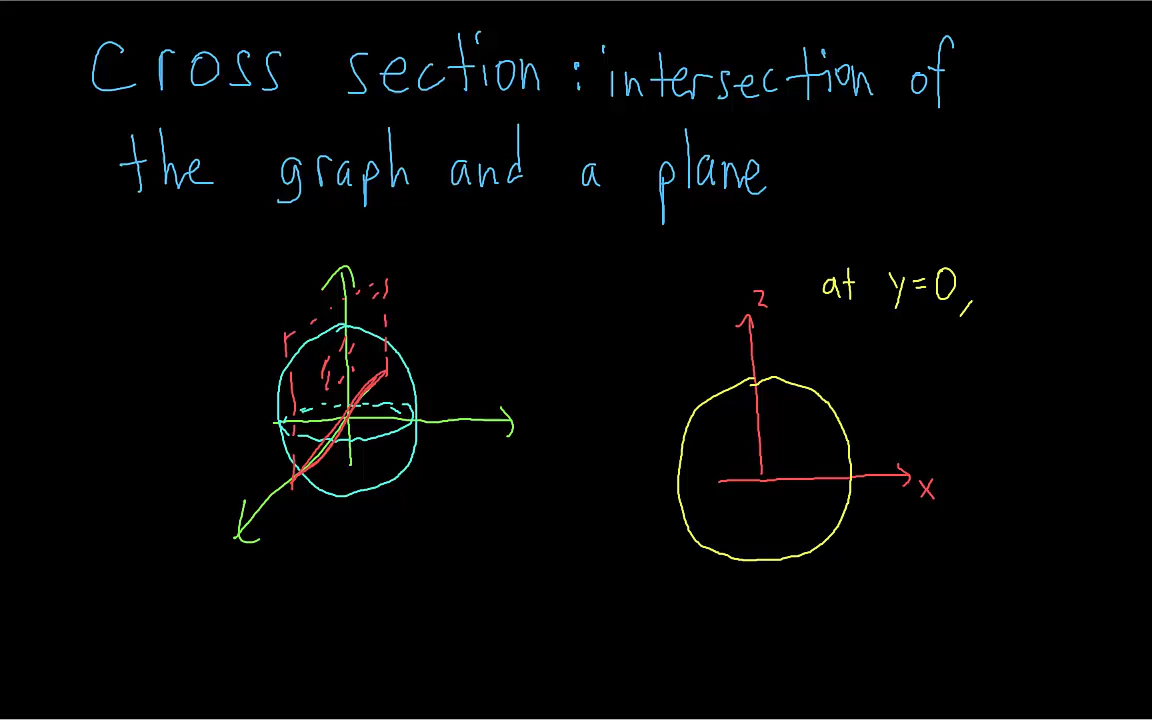 Cross section: intersection of
the graph and a plane
at y=0,
z
x